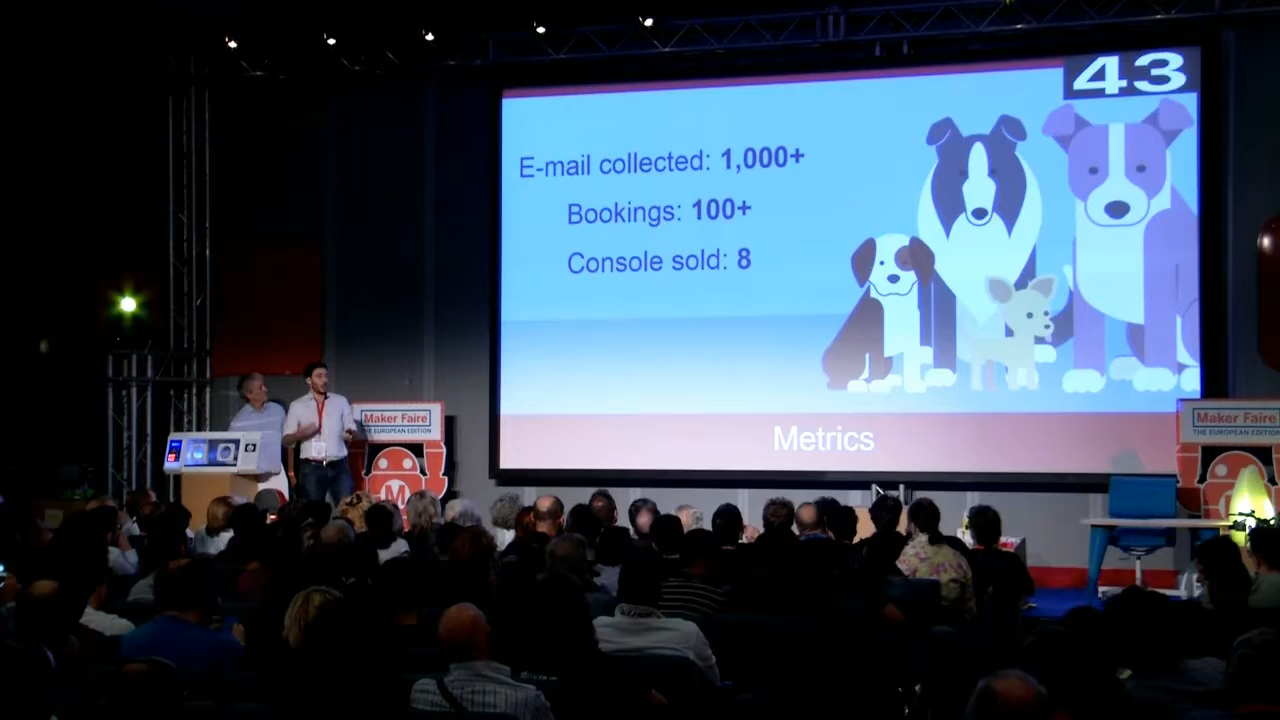 43
E-mail collected: 1,000+
Bookings: 100+
Console sold: 8
Metrics
Maker Faire
THE EUROPEAN EDITION
M
Maker Faire
THE EUROPEAN EDITION